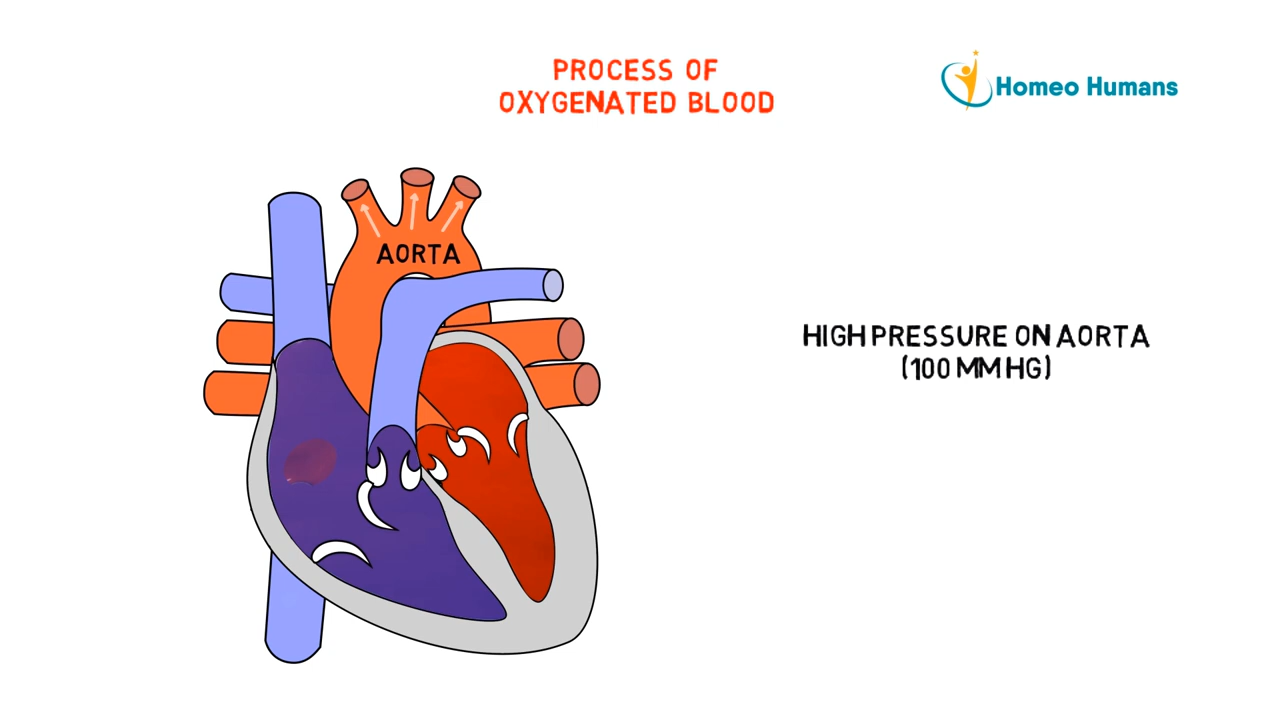 PROCESS OF
OXYGENATED BLOOD
Homeo Humans
AORTA
HIGH PRESSURE ON AORTA
(100 MM HG)